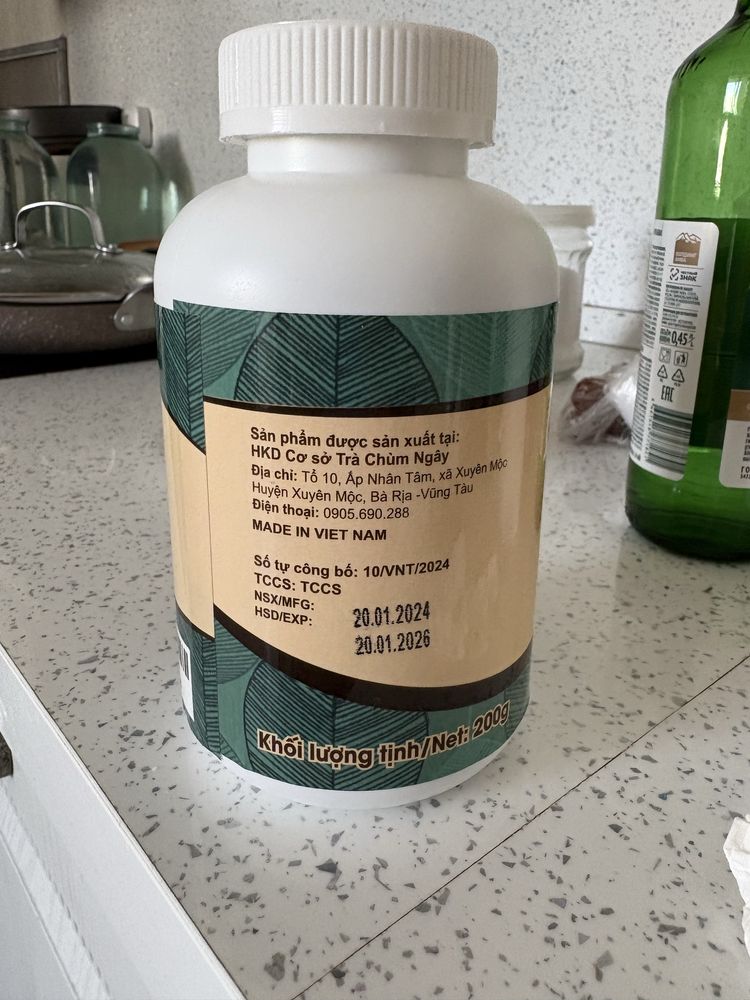 Sản phẩm được sản xuất tại:
HKD Cơ sở Trà Chùm Ngây
Địa chỉ: Tổ 10, Ấp Nhân Tâm, xã Xuyên Mộc
Huyện Xuyên Mộc, Bà Rịa -Vũng Tàu
Điện thoại: 0905.690.288
MADE IN VIET NAM
Số tự công bố: 10/VNT/2024
TCCS: TCCS
NSX/MFG: 20.01.2024
HSD/EXP: 20.01.2026
Khối lượng tịnh/Net: 200g
ЧЕСТНЫЙ
ЗНАК
0,45
EAC